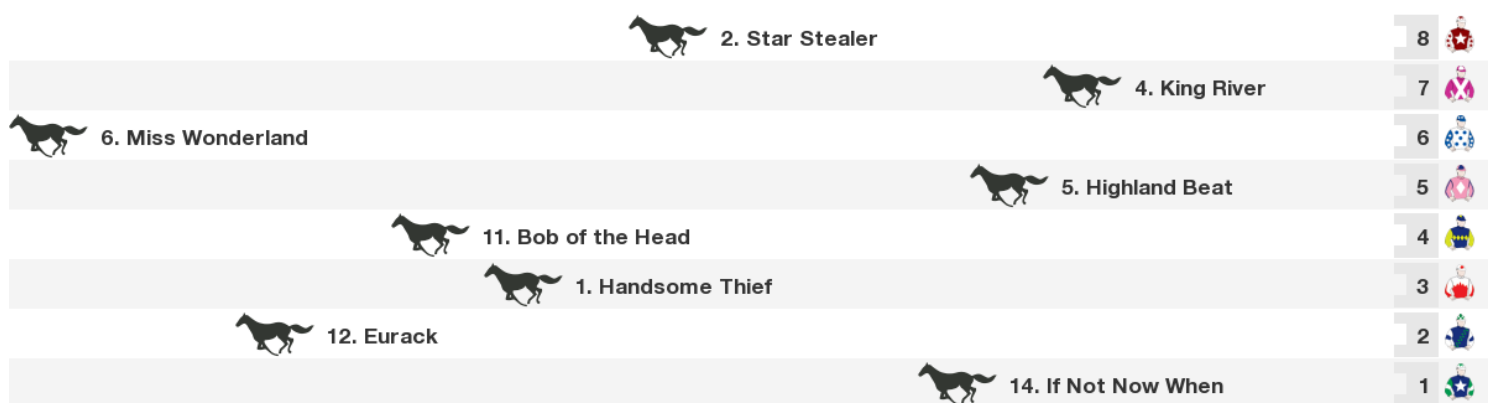 2. Star Stealer 8
4. King River 7
6. Miss Wonderland 6
5. Highland Beat 5
11. Bob of the Head 4
1. Handsome Thief 3
12. Eurack 2
14. If Not Now When 1